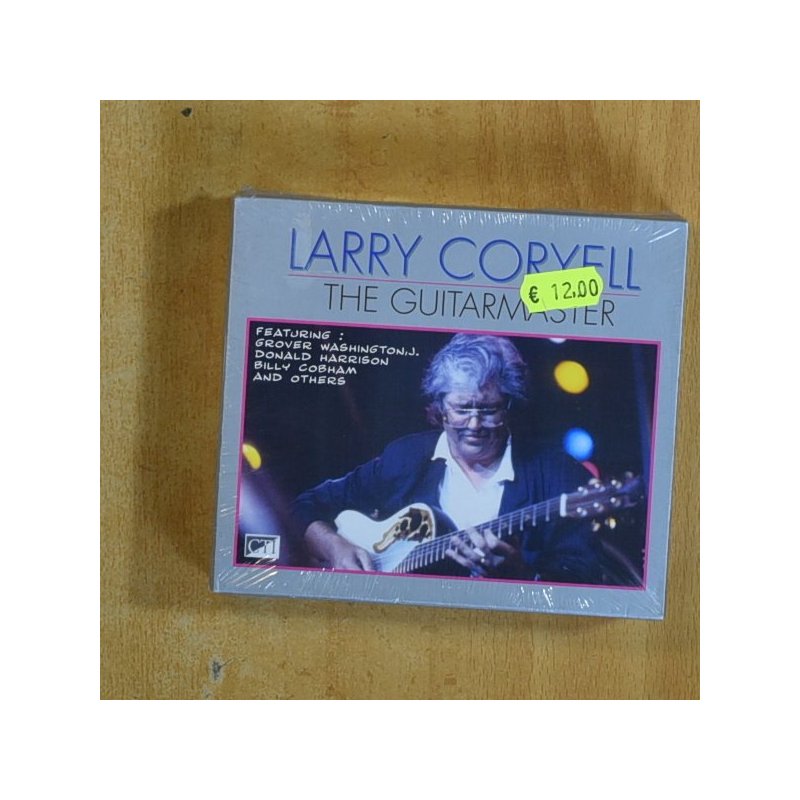 LARRY CORYELL
€ 12.00
THE GUITARMASTER
FEATURING :
GROVER WASHINGTON,J.
DONALD HARRISON
BILLY COBHAM
AND OTHERS
CTI